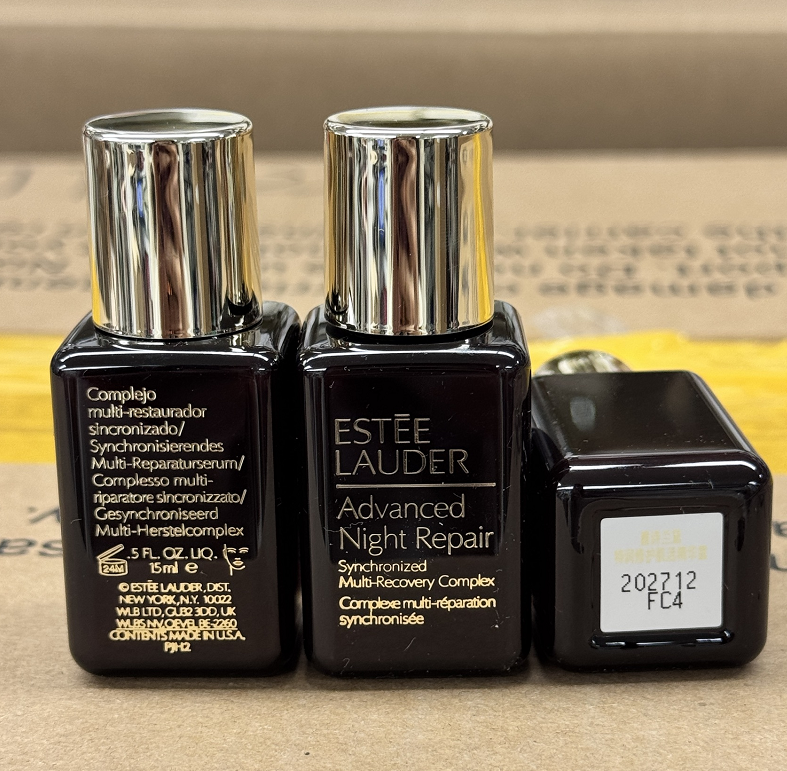 Complejo
multi-restaurador
sincronizado/
Synchronisierendes
Multi-Reparaturserum/
Complesso multi-
riparatore sincronizzato/
Gesynchroniseerd
Multi-Herstelcomplex
24M
.5 FL. OZ. LIQ.
15ml e
© ESTĒE LAUDER, DIST.
NEW YORK, N.Y. 10022
WLB LTD, GU32 3DD, UK
WLBS NV, OEVEL BE-2260
CONTENTS MADE IN U.S.A.
PJH2
ESTĒE
LAUDER
Advanced
Night Repair
Synchronized
Multi-Recovery Complex
Complexe multi-réparation
synchronisée
202712
FC4